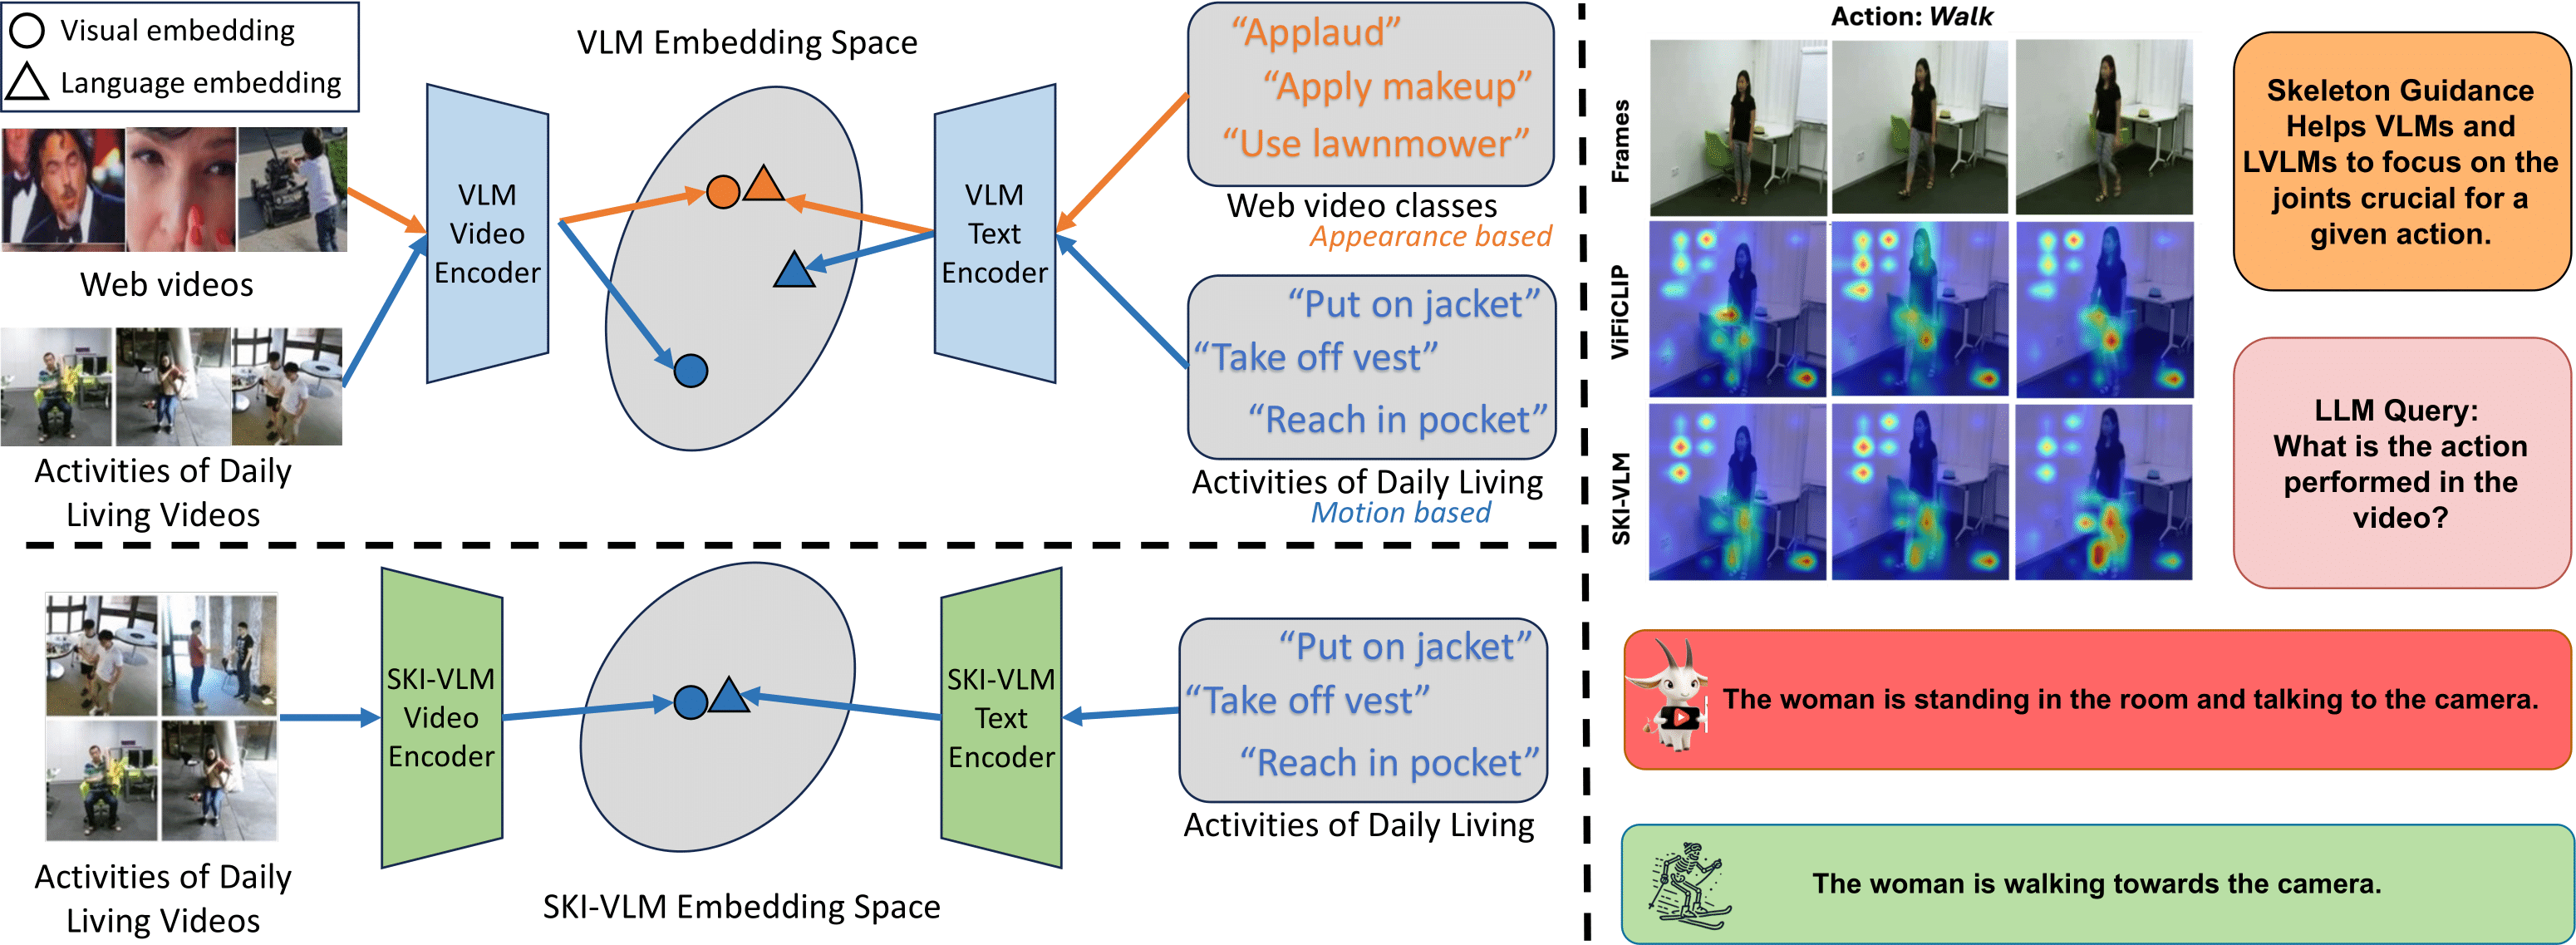 Visual embedding
Language embedding
Web videos
Activities of Daily
Living Videos
VLM
Video
Encoder
VLM Embedding Space
VLM
Text
Encoder
“Applaud”
“Apply makeup”
“Use lawnmower”
Web video classes
Appearance based
“Put on jacket”
“Take off vest”
“Reach in pocket”
Activities of Daily Living
Motion based
Activities of Daily
Living Videos
SKI-VLM
Video
Encoder
SKI-VLM Embedding Space
SKI-VLM
Text
Encoder
“Put on jacket”
“Take off vest”
“Reach in pocket”
Activities of Daily Living
Action: Walk
Frames
ViFiCLIP
SKI-VLM
Skeleton Guidance
Helps VLMs and
LVLMs to focus on the
joints crucial for a
given action.
LLM Query:
What is the action
performed in the
video?
The woman is standing in the room and talking to the camera.
The woman is walking towards the camera.